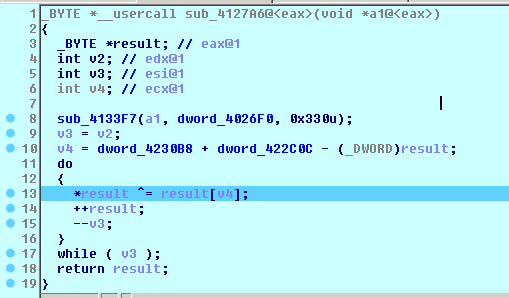 1 _BYTE *__usercall sub_4127A6@<eax>(void *a1@<eax>)
2 {
3 _BYTE *result; // eax@1
4 int v2; // edx@1
5 int v3; // esi@1
6 int v4; // ecx@1
7
8 sub_4133F7(a1, dword_4026F0, 0x330u);
9 v3 = v2;
10 v4 = dword_4230B8 + dword_422C0C - (_DWORD)result;
11 do
12 {
13 *result ^= result[v4];
14 ++result;
15 --v3;
16 }
17 while ( v3 );
18 return result;
19 }